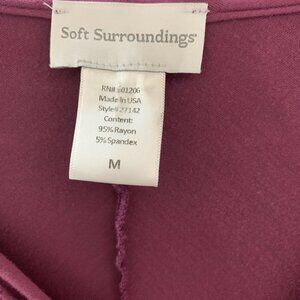 Soft Surroundings®
RN# 101206
Made In USA
Style# 27142
Content:
95% Rayon
5% Spandex
M